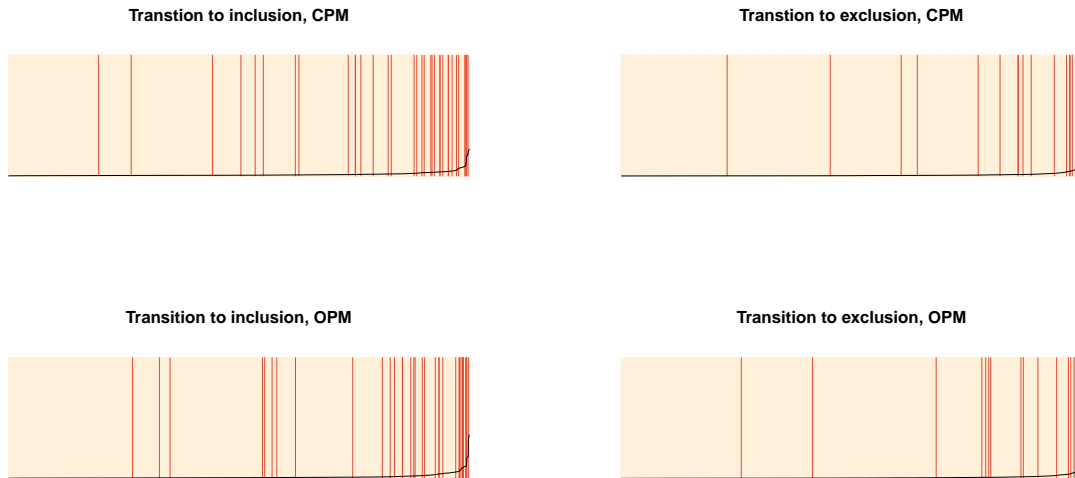 Transtion to inclusion, CPM
Transtion to exclusion, CPM
Transition to inclusion, OPM
Transition to exclusion, OPM